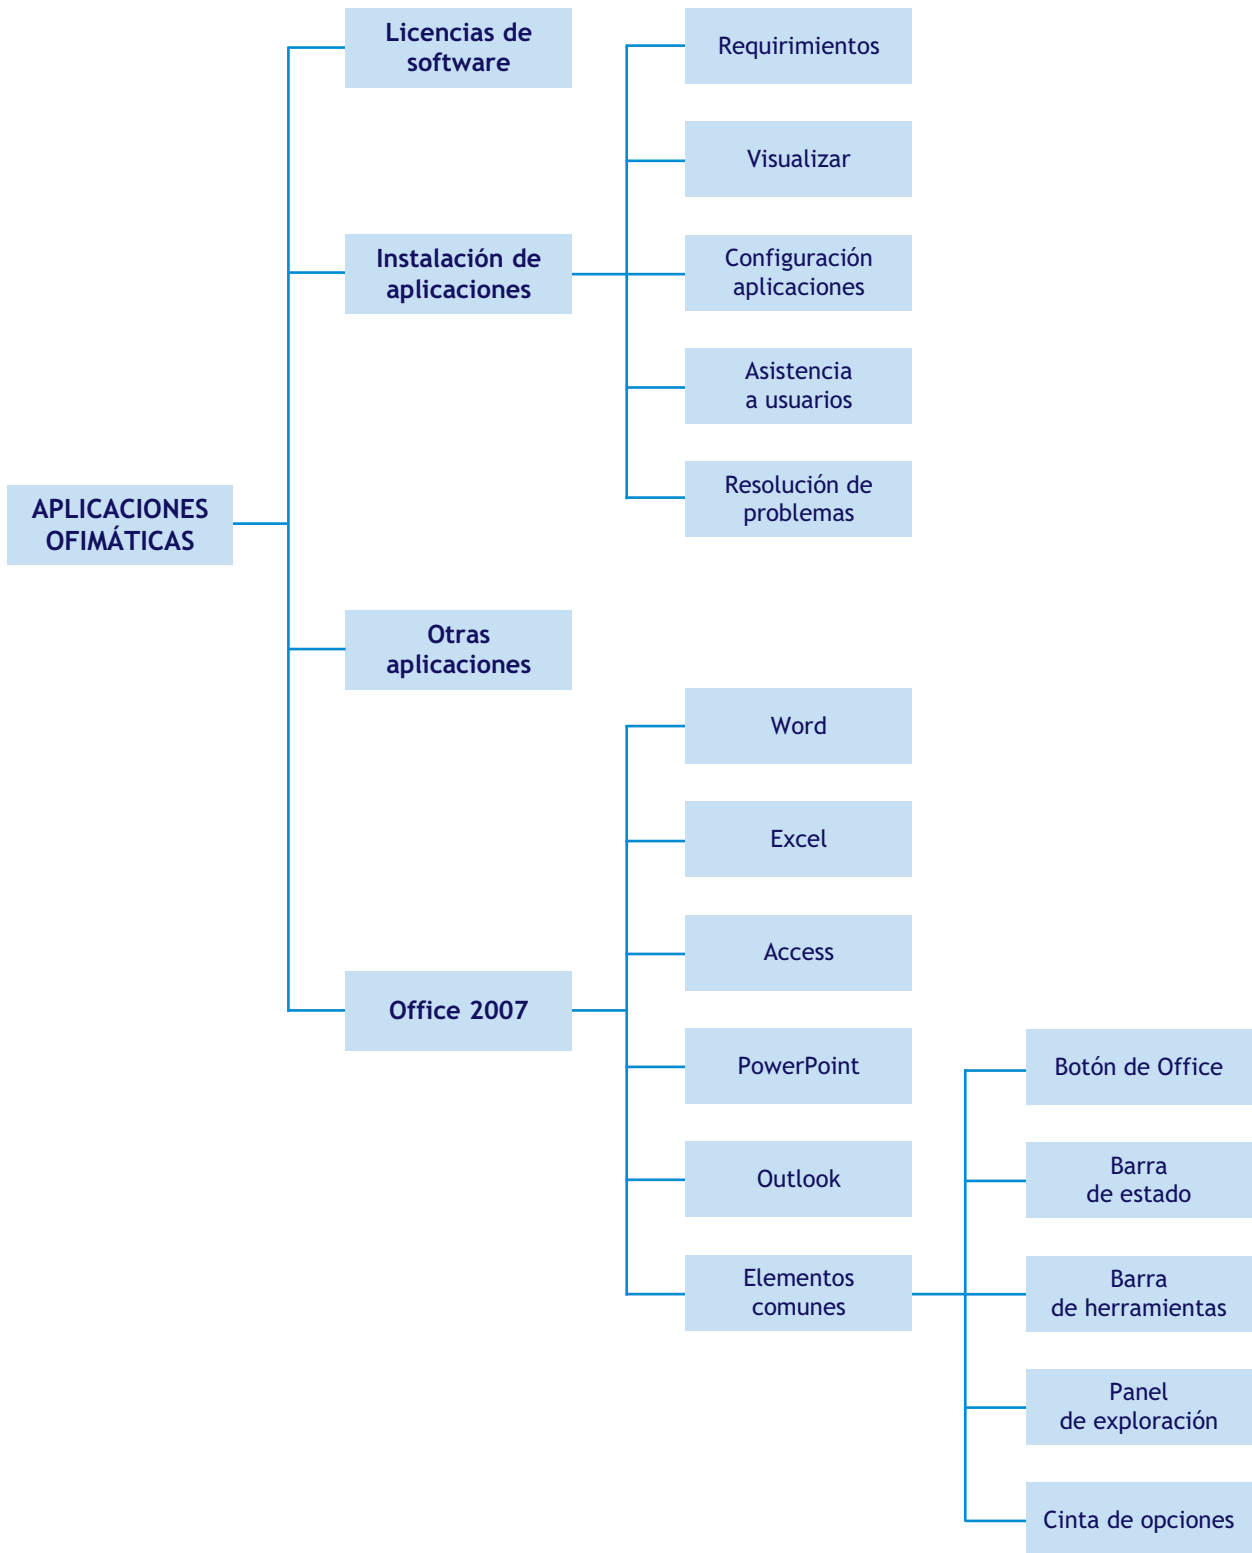 Licencias de
software
Requirimientos
Visualizar
Instalación de
aplicaciones
Configuración
aplicaciones
Asistencia
a usuarios
Resolución de
problemas
APLICACIONES
OFIMÁTICAS
Otras
aplicaciones
Word
Excel
Access
Office 2007
PowerPoint
Outlook
Elementos
comunes
Botón de Office
Barra
de estado
Barra
de herramientas
Panel
de exploración
Cinta de opciones